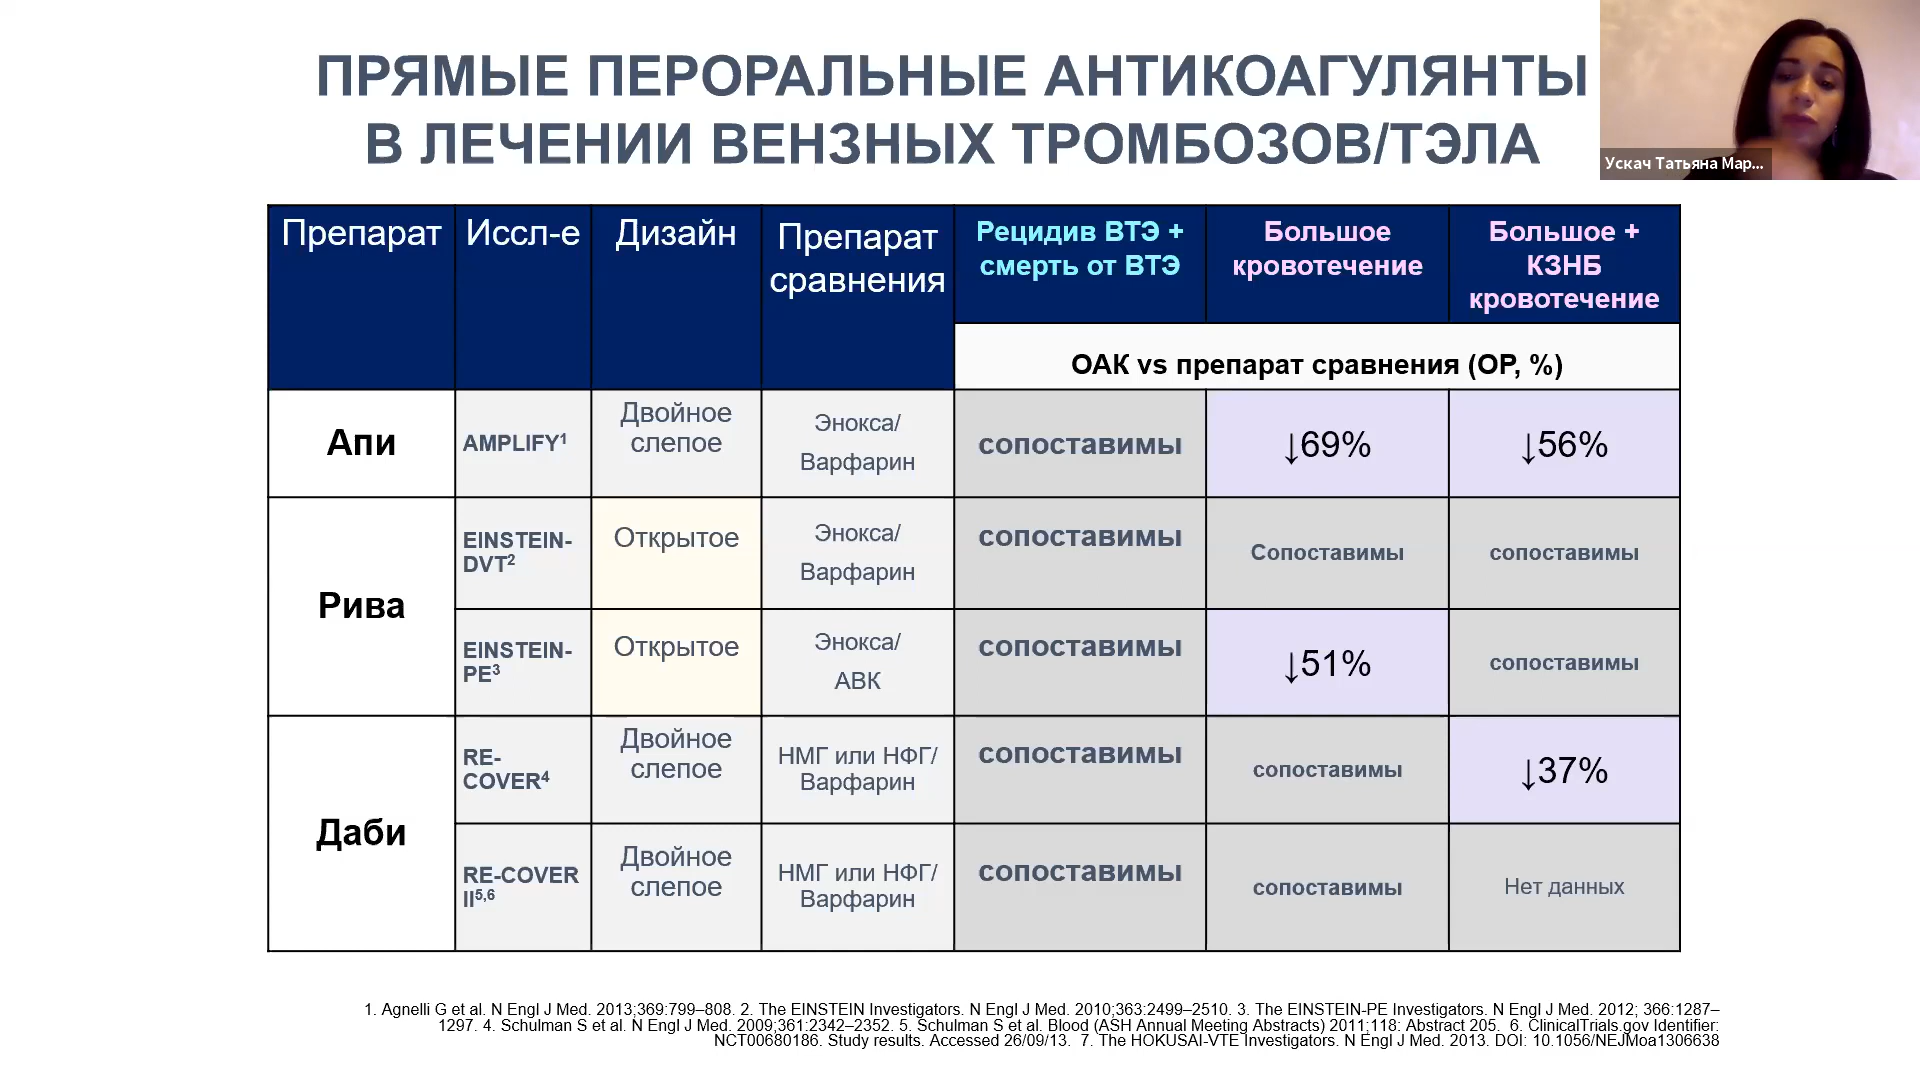 ПРЯМЫЕ ПЕРОРАЛЬНЫЕ АНТИКОАГУЛЯНТЫ
В ЛЕЧЕНИИ ВЕНЗНЫХ ТРОМБОЗОВ/ТЭЛА
Ускач Татьяна Мар...
Препарат
Иссл-е
Дизайн
Препарат
сравнения
Рецидив ВТЭ +
смерть от ВТЭ
Большое
кровотечение
Большое +
КЗНБ
кровотечение
ОАК vs препарат сравнения (ОР, %)
Апи
AMPLIFY¹
Двойное
слепое
Энокса/
Варфарин
сопоставимы
↓69%
↓56%
Рива
EINSTEIN-
DVT²
Открытое
Энокса/
Варфарин
сопоставимы
Сопоставимы
сопоставимы
EINSTEIN-
PE³
Открытое
Энокса/
АВК
сопоставимы
↓51%
сопоставимы
Даби
RE-
COVER⁴
Двойное
слепое
НМГ или НФГ/
Варфарин
сопоставимы
сопоставимы
↓37%
RE-COVER
II⁵,⁶
Двойное
слепое
НМГ или НФГ/
Варфарин
сопоставимы
сопоставимы
Нет данных
1. Agnelli G et al. N Engl J Med. 2013;369:799–808. 2. The EINSTEIN Investigators. N Engl J Med. 2010;363:2499–2510. 3. The EINSTEIN-PE Investigators. N Engl J Med. 2012; 366:1287–
1297. 4. Schulman S et al. N Engl J Med. 2009;361:2342–2352. 5. Schulman S et al. Blood (ASH Annual Meeting Abstracts) 2011;118: Abstract 205. 6. ClinicalTrials.gov Identifier:
NCT00680186. Study results. Accessed 26/09/13. 7. The HOKUSAI-VTE Investigators. N Engl J Med. 2013. DOI: 10.1056/NEJMoa1306638